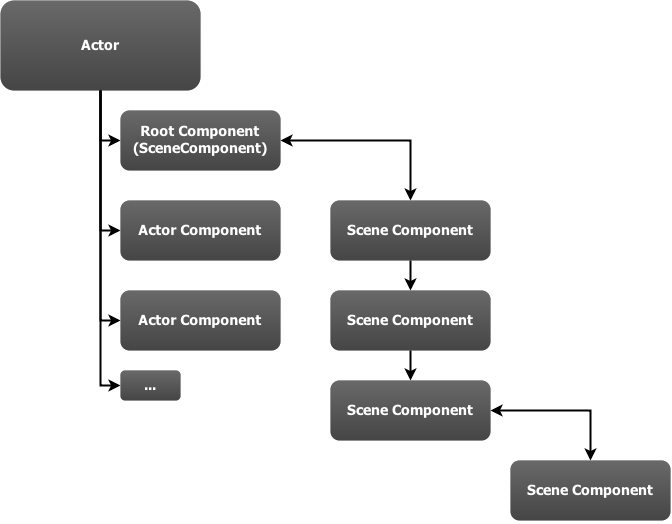 Actor
Root Component
(SceneComponent)
Actor Component
Scene Component
Actor Component
Scene Component
...
Scene Component
Scene Component